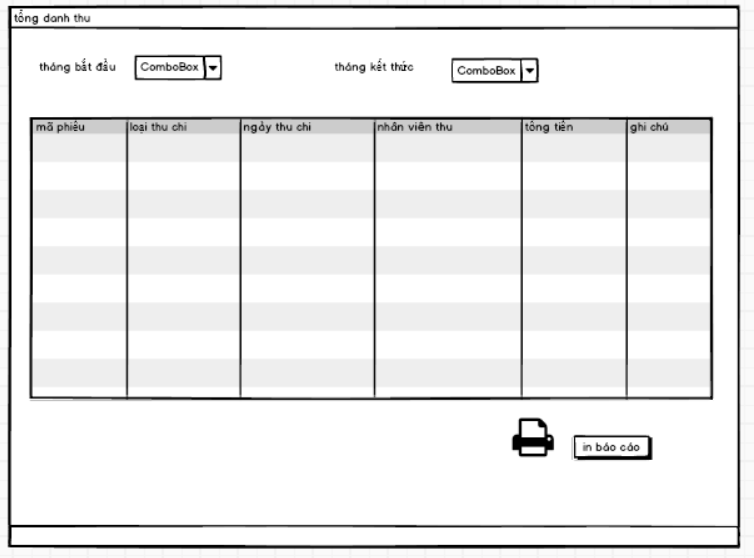 tổng danh thu
tháng bắt đầu ComboBox tháng kết thức ComboBox
mã phiếu loại thu chi ngày thu chi nhân viên thu tổng tiền ghi chú
in báo cáo